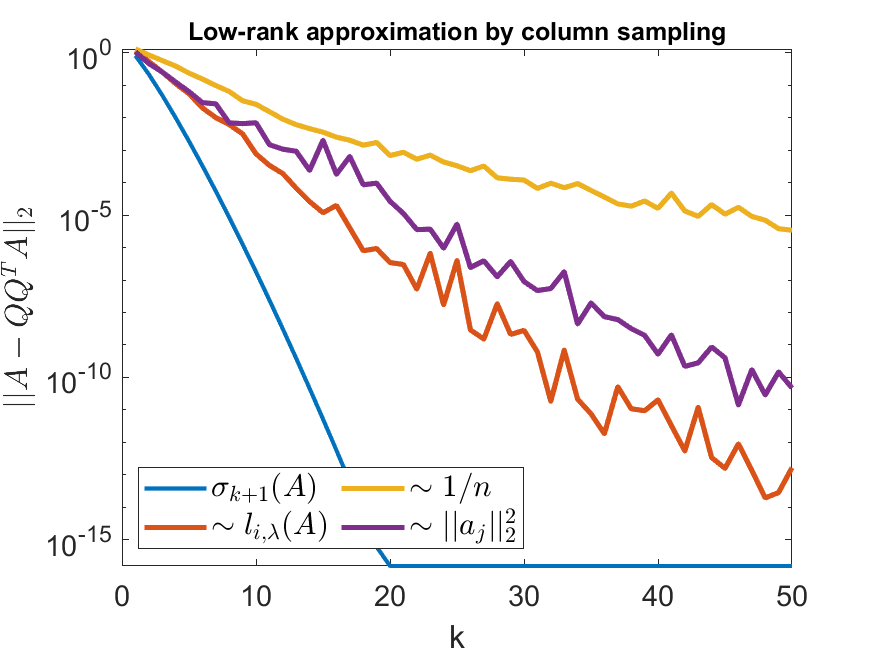 Low-rank approximation by column sampling
||A − QQ^T A||_2
10^0
10^-5
10^-10
10^-15
σ_{k+1}(A)
∼ 1/n
∼ l_{i,λ}(A)
∼ ||a_j||_2^2
0 10 20 30 40 50
k